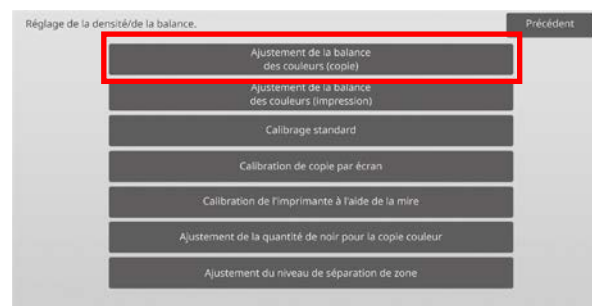 Réglage de la densité/de la balance.
Précédent
Ajustement de la balance
des couleurs (copie)
Ajustement de la balance
des couleurs (impression)
Calibrage standard
Calibration de copie par écran
Calibration de l'imprimante à l'aide de la mire
Ajustement de la quantité de noir pour la copie couleur
Ajustement du niveau de séparation de zone